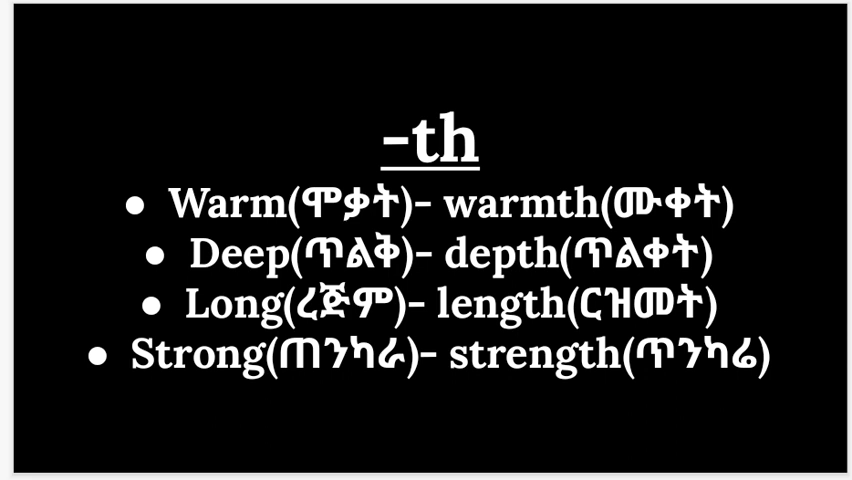 -th
● Warm(ሞቃት)- warmth(ሙቀት)
● Deep(ጥልቅ)- depth(ጥልቀት)
● Long(ረጅም)- length(ርዝመት)
● Strong(ጠንካራ)- strength(ጥንካሬ)